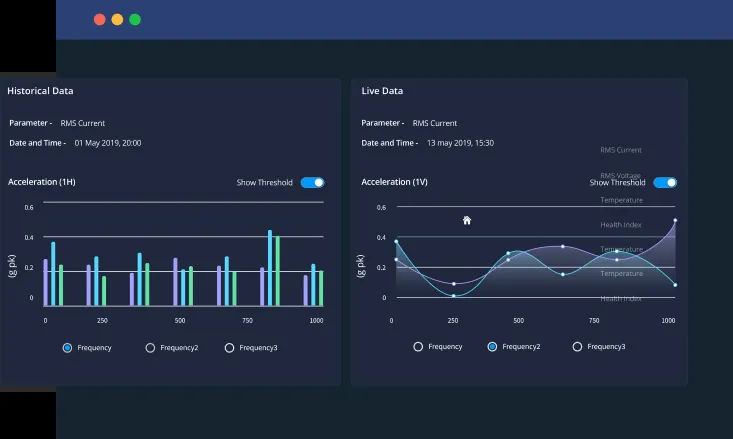 Historical Data
Parameter - RMS Current
Date and Time - 01 May 2019, 20:00
Acceleration (1H) Show Threshold
0.6
0.4
0.2
0
(g pk)
0 250 500 750 1000
Frequency Frequency2 Frequency3
Live Data
Parameter - RMS Current
Date and Time - 13 may 2019, 15:30
RMS Current
RMS Voltage
Acceleration (1V) Show Threshold
Temperature
Health Index
Temperature
Temperature
Health Index
0.6
0.4
0.2
0
(g pk)
0 250 500 750 1000
Frequency Frequency2 Frequency3